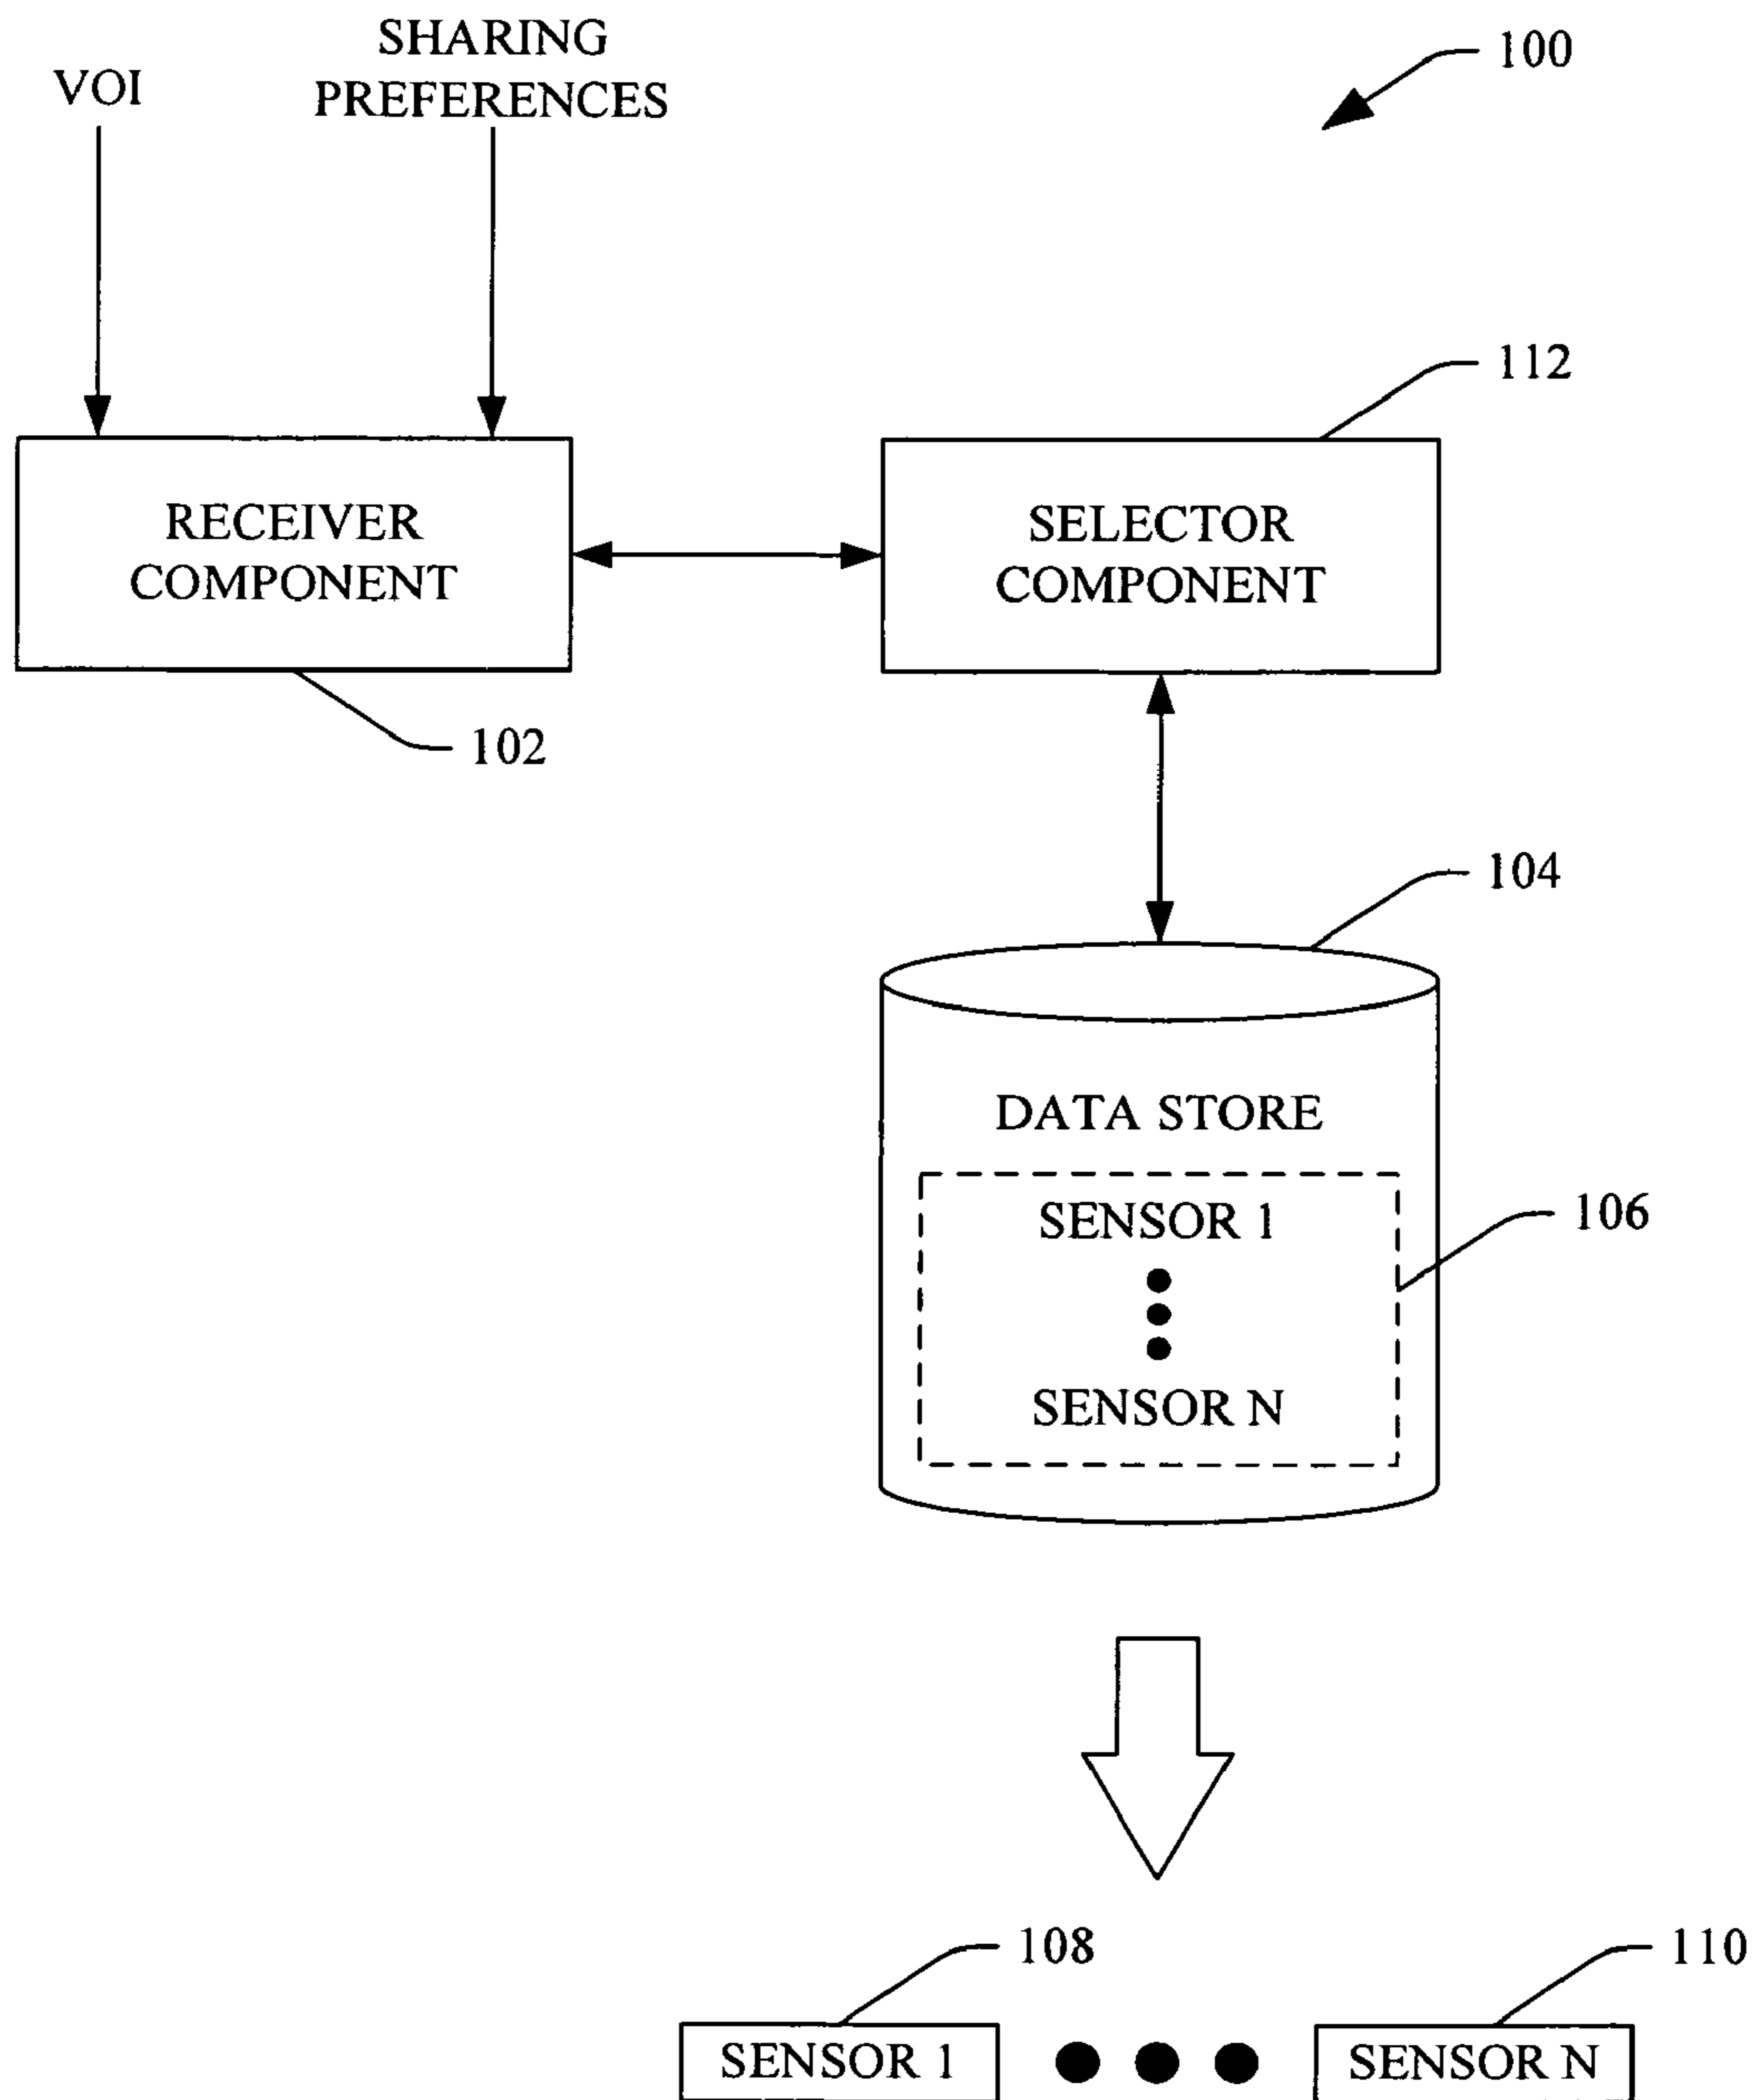 SHARING
PREFERENCES
VOI
100
112
RECEIVER
COMPONENT
SELECTOR
COMPONENT
102
104
DATA STORE
SENSOR 1
106
SENSOR N
108
110
SENSOR 1
SENSOR N